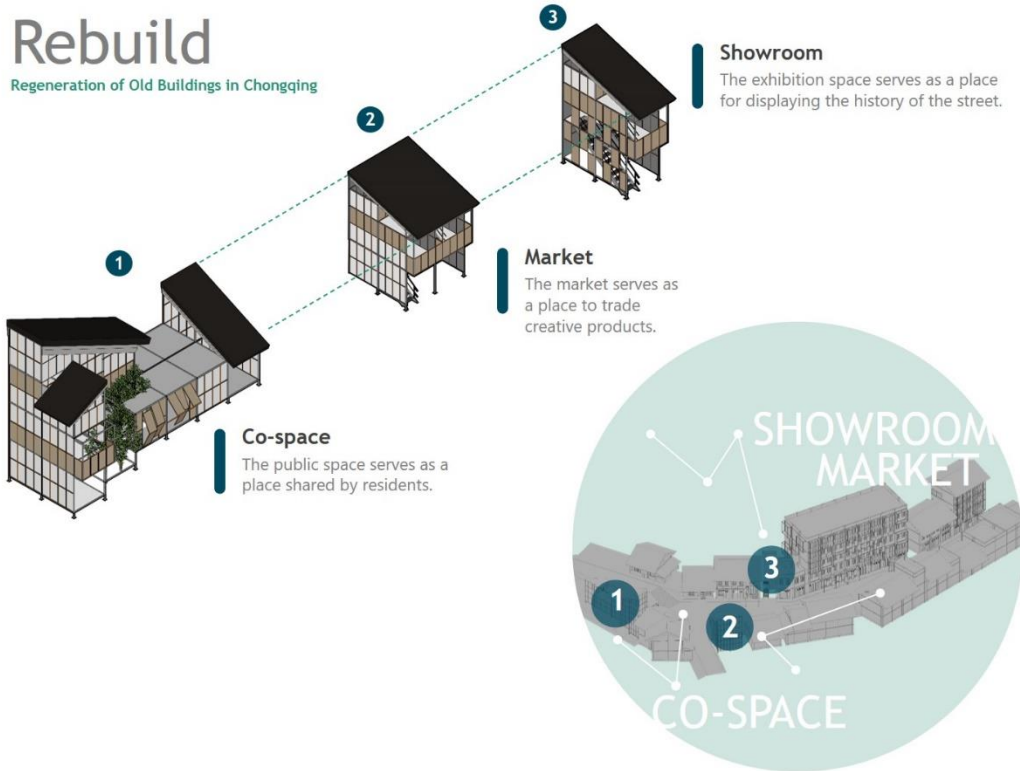 Rebuild
Regeneration of Old Buildings in Chongqing
3
Showroom
The exhibition space serves as a place
for displaying the history of the street.
2
Market
The market serves as
a place to trade
creative products.
1
Co-space
The public space serves as a
place shared by residents.
SHOWROOM
MARKET
3
1
2
CO-SPACE